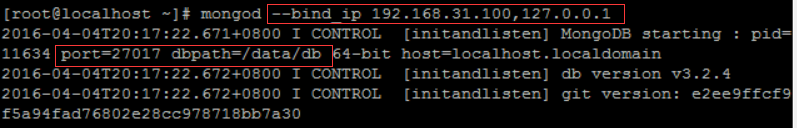 [root@localhost ~]# mongod --bind_ip 192.168.31.100,127.0.0.1
2016-04-04T20:17:22.671+0800 I CONTROL  [initandlisten] MongoDB starting : pid=
11634 port=27017 dbpath=/data/db 64-bit host=localhost.localdomain
2016-04-04T20:17:22.672+0800 I CONTROL  [initandlisten] db version v3.2.4
2016-04-04T20:17:22.672+0800 I CONTROL  [initandlisten] git version: e2ee9ffcf9
f5a94fad76802e28cc978718bb7a30